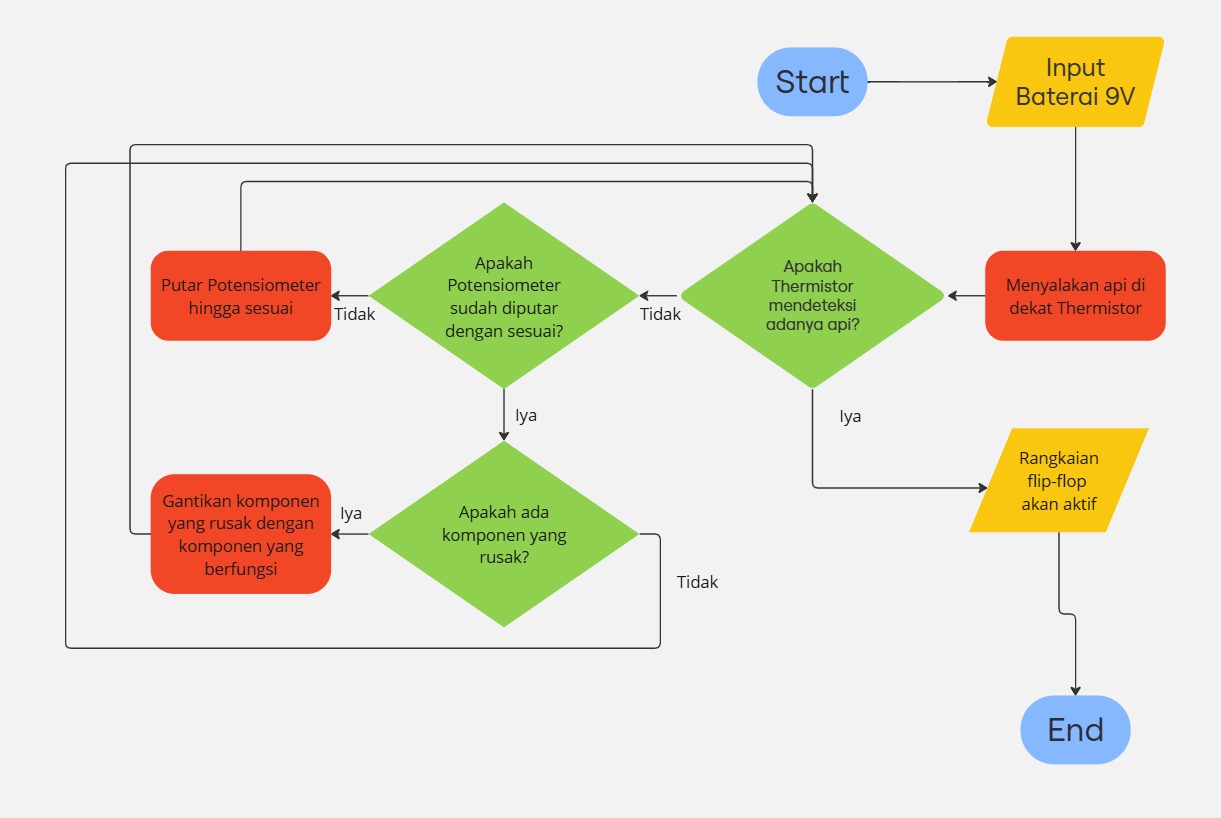 Start
Input
Baterai 9V
Menyalakan api di
dekat Thermistor
Apakah
Thermistor
mendeteksi
adanya api?
Tidak
Apakah
Potensiometer
sudah diputar
dengan sesuai?
Tidak
Putar Potensiometer
hingga sesuai
Iya
Iya
Rangkaian
flip-flop
akan aktif
Apakah ada
komponen yang
rusak?
Iya
Gantikan komponen
yang rusak dengan
komponen yang
berfungsi
Tidak
End